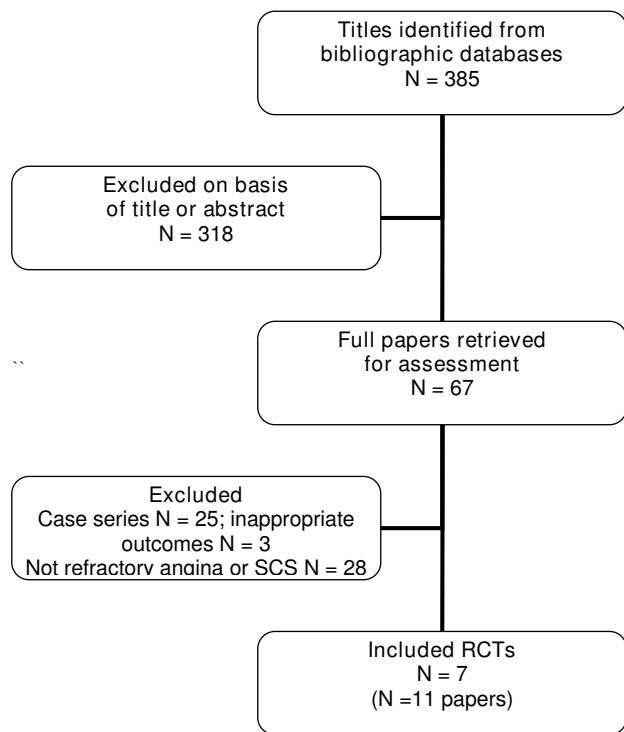 Titles identified from
bibliographic databases
N = 385
Excluded on basis
of title or abstract
N = 318
Full papers retrieved
for assessment
N = 67
``
Excluded
Case series N = 25; inappropriate
outcomes N = 3
Not refractory angina or SCS N = 28
Included RCTs
N = 7
(N =11 papers)